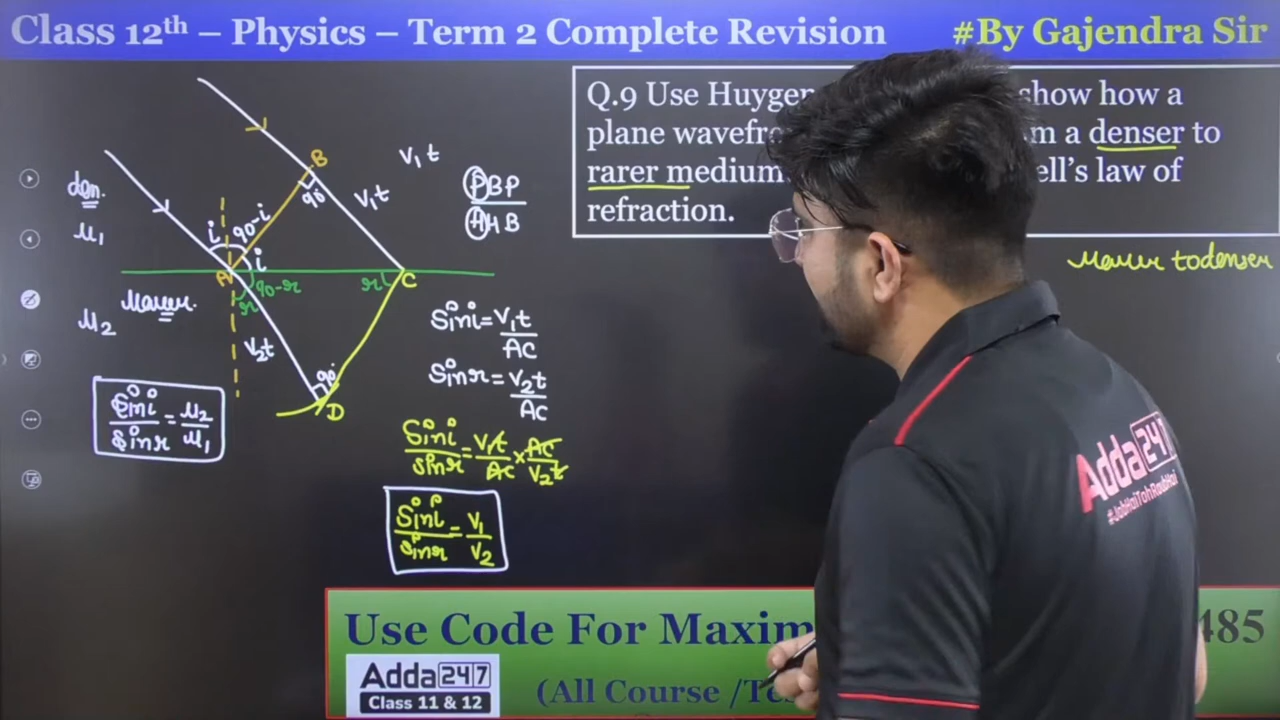 Class 12th – Physics – Term 2 Complete Revision
#By Gajendra Sir
Q.9 Use Huygen show how a
plane wavefr m a denser to
rarer medium ell's law of
refraction.
rarer to denser
den.
μ1
i
90-i
i
A
B
90
V1t
V1t
P BP
H HB
C
r
90-r
r
rarer.
μ2
V2t
90
D
Sin i = V1t/AC
Sin r = V2t/AC
Sin i/Sin r = V1t/AC × AC/V2t
Sin i/Sin r = V1/V2
Sin i/Sin r = μ2/μ1
Adda247
#JobHaiTohRaubHai
Use Code For Maxim 485
Adda247
Class 11 & 12
(All Course /Tes